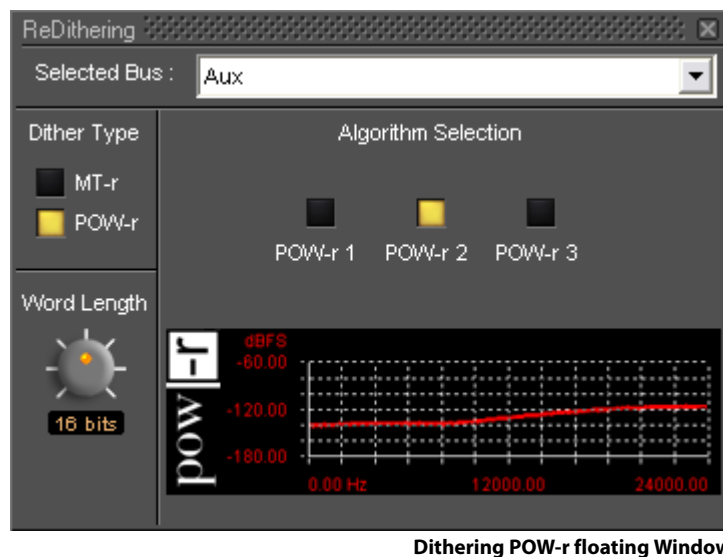 ReDithering
Selected Bus : Aux
Dither Type
MT-r
POW-r
Algorithm Selection
POW-r 1 POW-r 2 POW-r 3
Word Length
16 bits
pow-r
dBFS
-60.00
-120.00
-180.00
0.00 Hz 12000.00 24000.00
Dithering POW-r floating Window